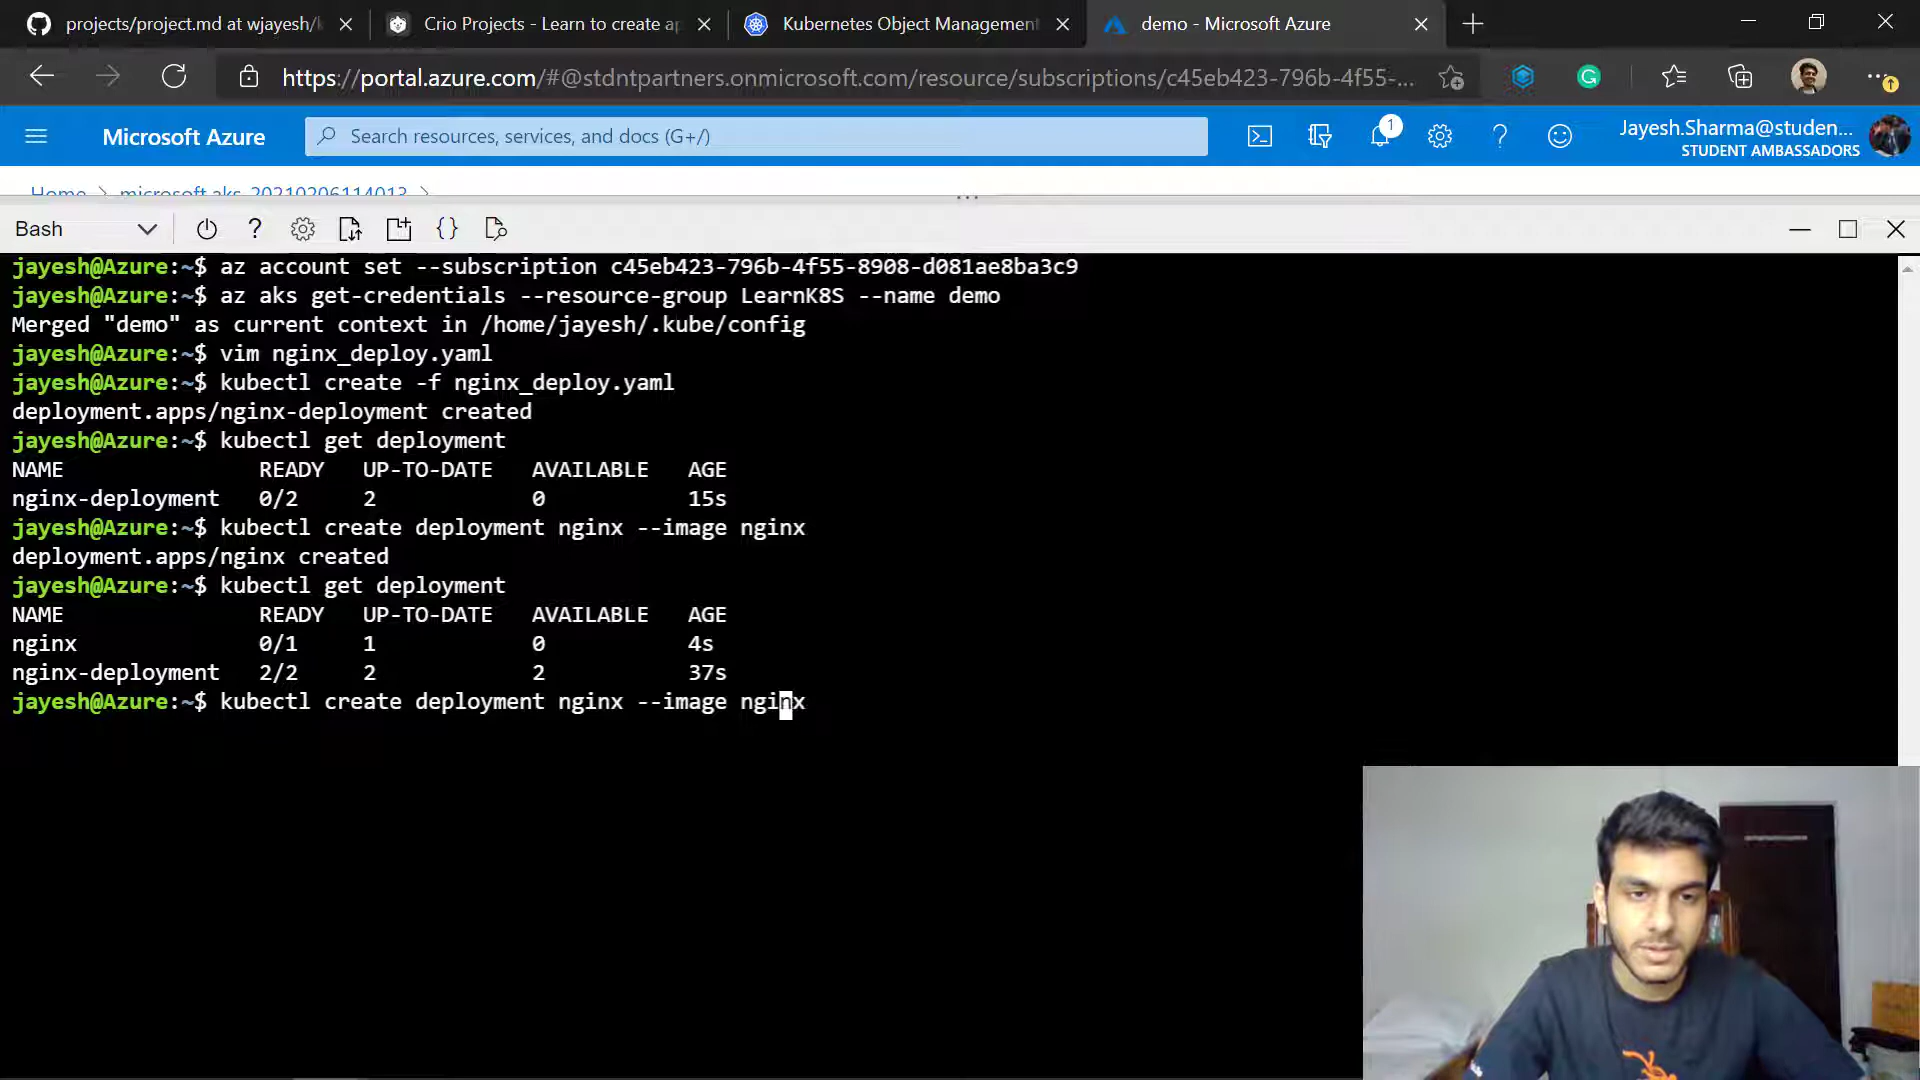 projects/project.md at wjayesh/k
Crio Projects - Learn to create ap
Kubernetes Object Management
demo - Microsoft Azure
https://portal.azure.com/#@stdntpartners.onmicrosoft.com/resource/subscriptions/c45eb423-796b-4f55-...
Microsoft Azure
Search resources, services, and docs (G+/)
1
Jayesh.Sharma@studen...
STUDENT AMBASSADORS
Home > microsoft.aks-20210206114013 >
Bash
jayesh@Azure:~$ az account set --subscription c45eb423-796b-4f55-8908-d081ae8ba3c9
jayesh@Azure:~$ az aks get-credentials --resource-group LearnK8S --name demo
Merged "demo" as current context in /home/jayesh/.kube/config
jayesh@Azure:~$ vim nginx_deploy.yaml
jayesh@Azure:~$ kubectl create -f nginx_deploy.yaml
deployment.apps/nginx-deployment created
jayesh@Azure:~$ kubectl get deployment
NAME READY UP-TO-DATE AVAILABLE AGE
nginx-deployment 0/2 2 0 15s
jayesh@Azure:~$ kubectl create deployment nginx --image nginx
deployment.apps/nginx created
jayesh@Azure:~$ kubectl get deployment
NAME READY UP-TO-DATE AVAILABLE AGE
nginx 0/1 1 0 4s
nginx-deployment 2/2 2 2 37s
jayesh@Azure:~$ kubectl create deployment nginx --image nginx